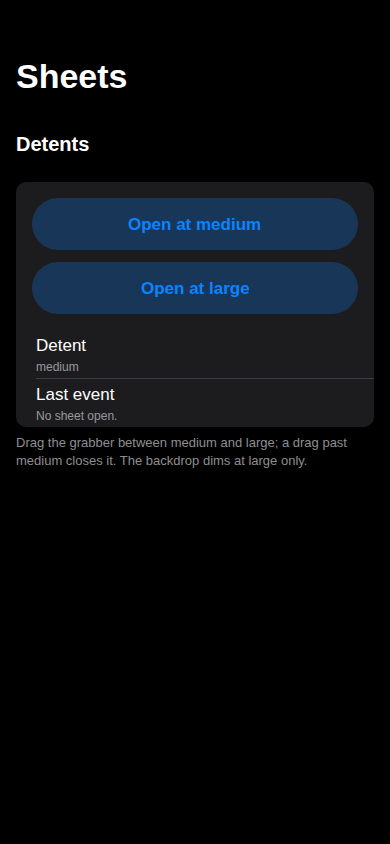 Sheets
Detents
Open at medium
Open at large
Detent
medium
Last event
No sheet open.
Drag the grabber between medium and large; a drag past
medium closes it. The backdrop dims at large only.